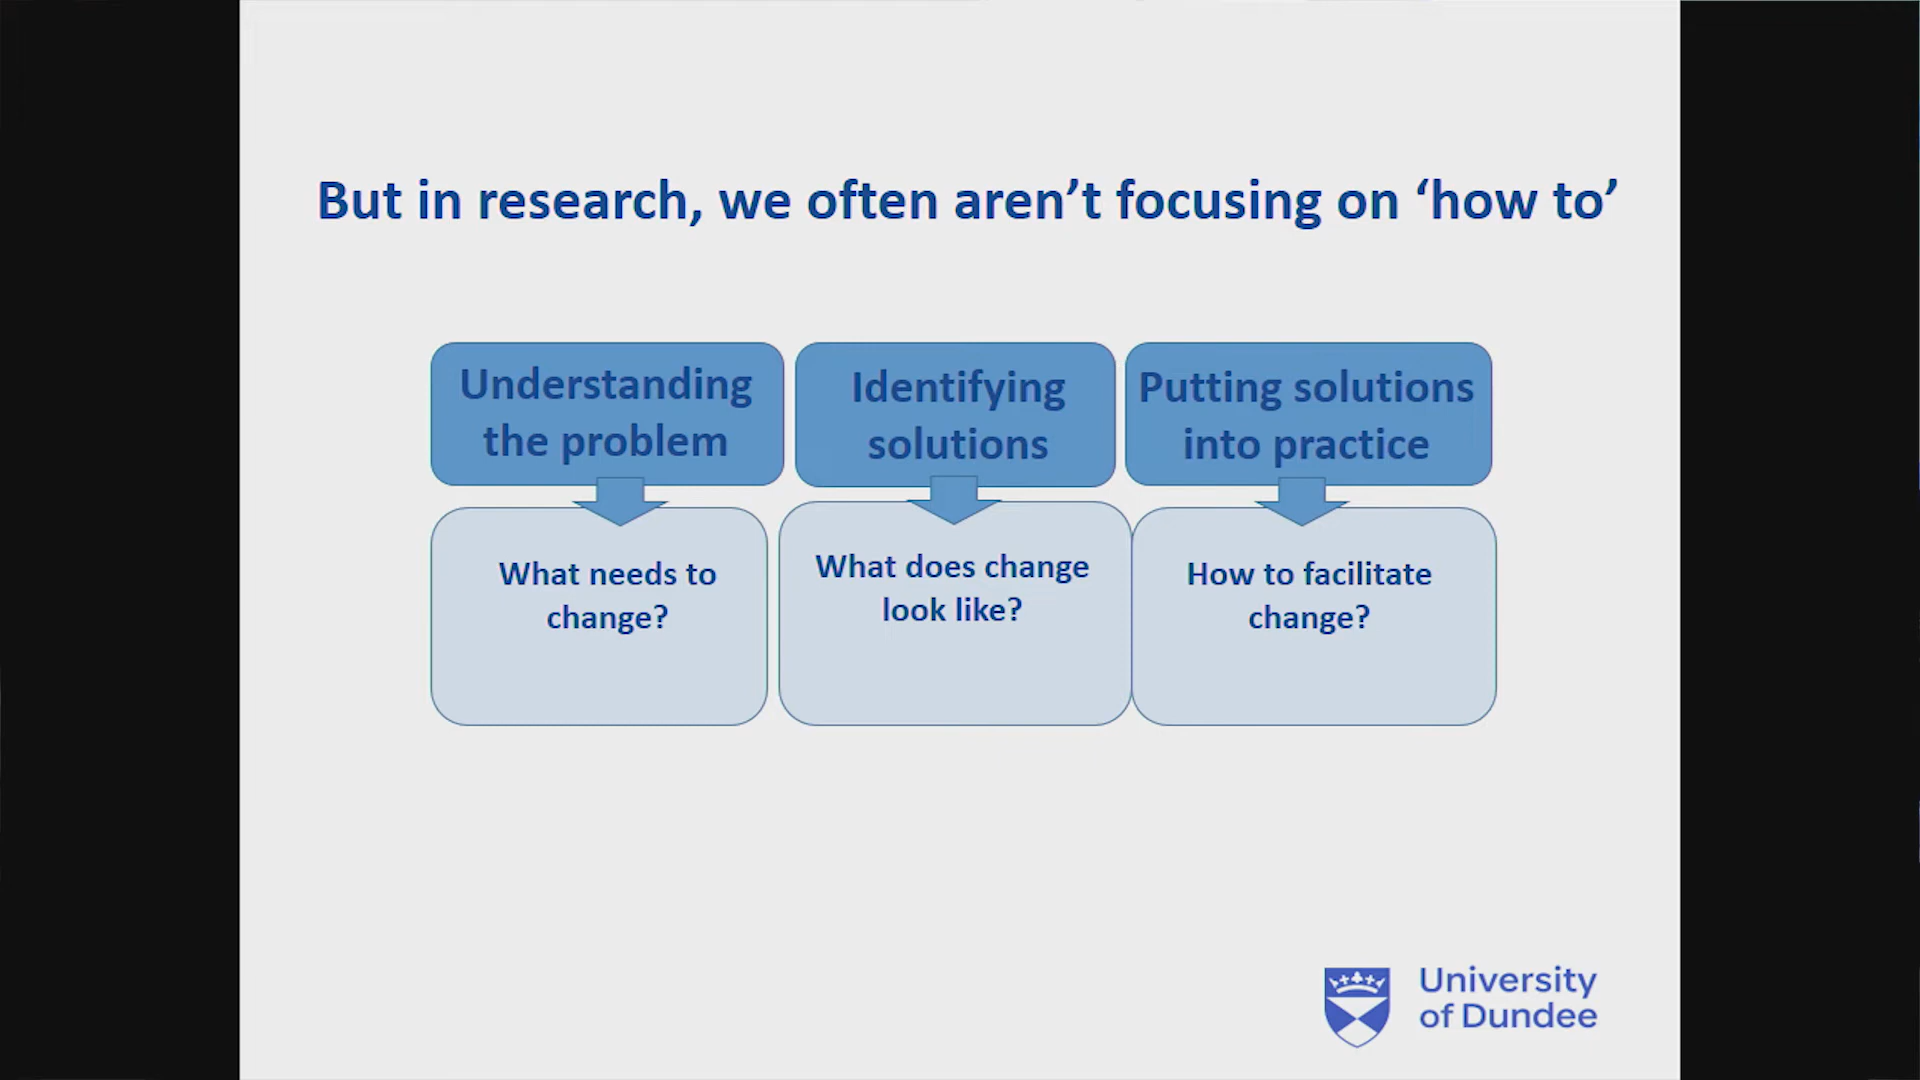 But in research, we often aren’t focusing on ‘how to’
Understanding
the problem
Identifying
solutions
Putting solutions
into practice
What needs to
change?
What does change
look like?
How to facilitate
change?
University
of Dundee